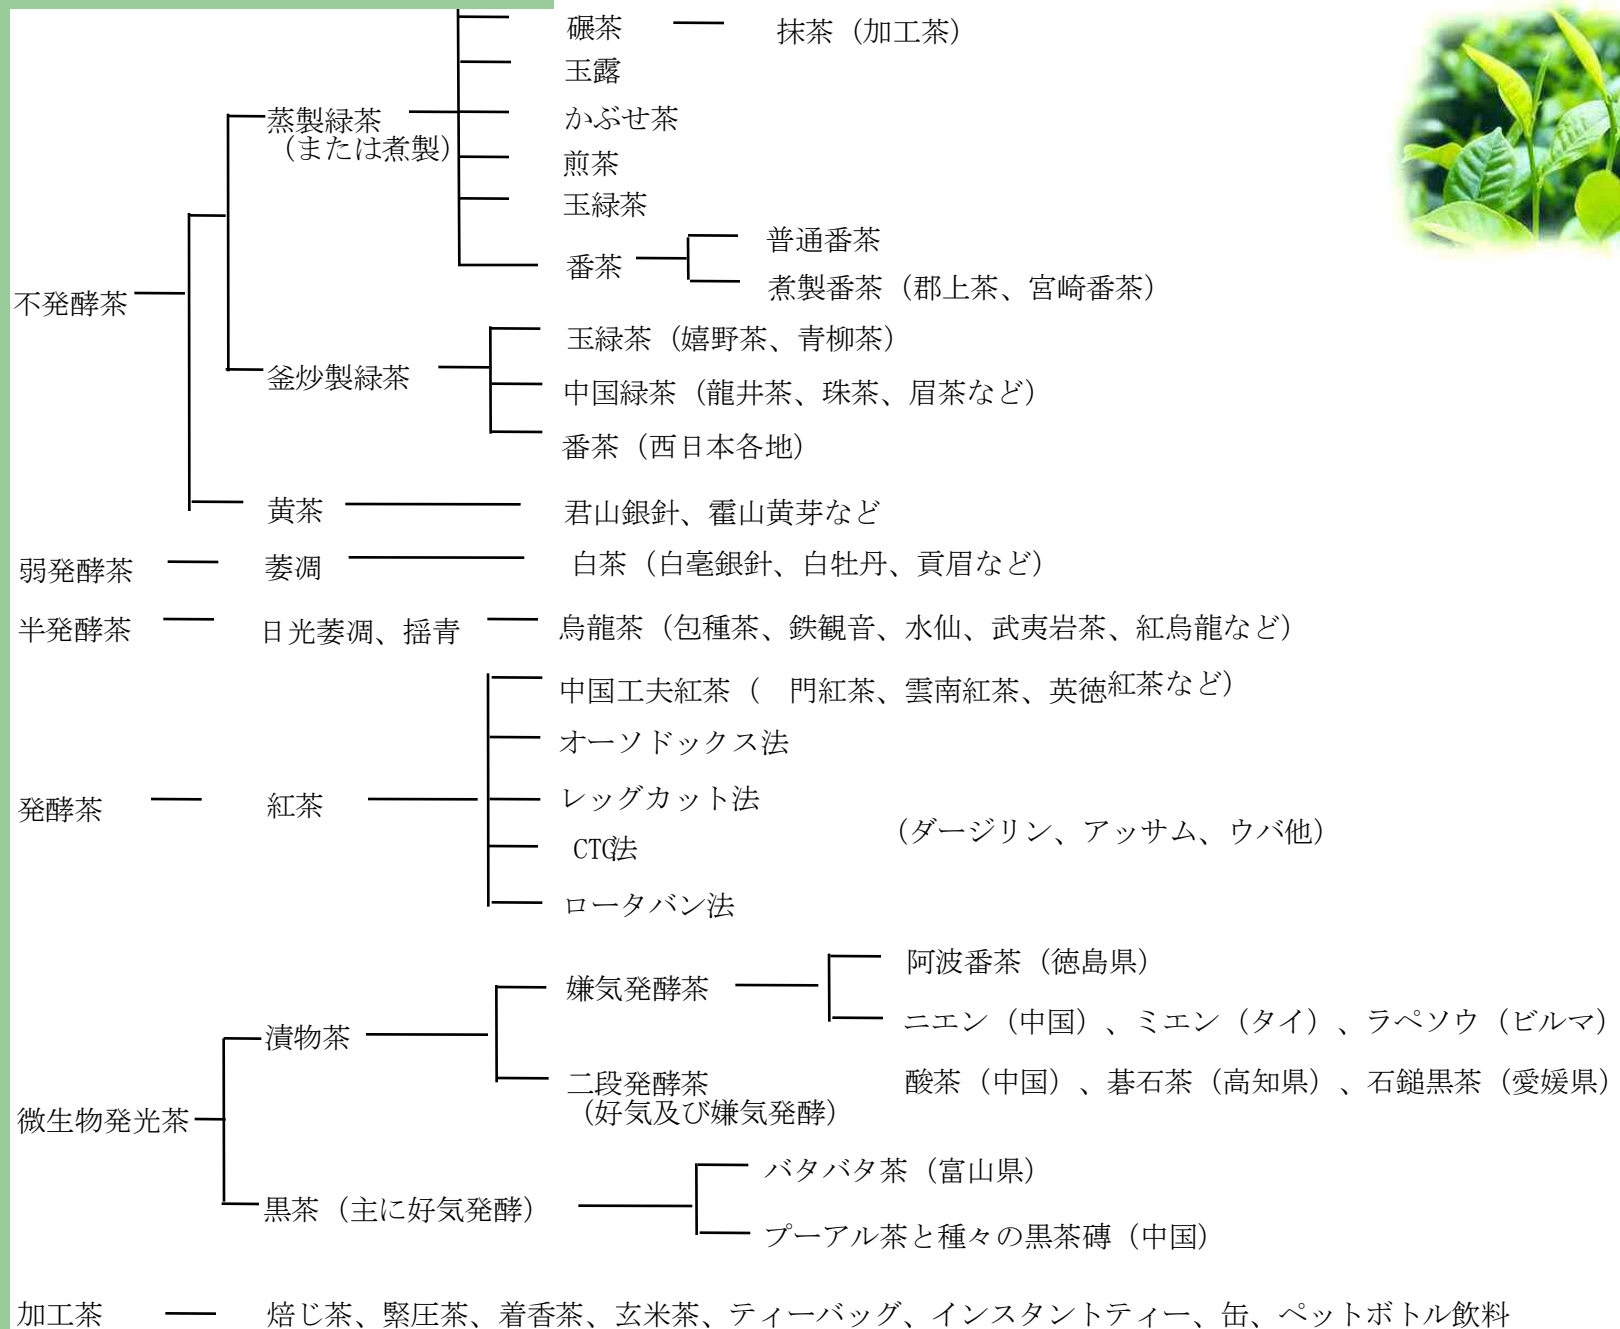 碾茶 抹茶（加工茶）
玉露
蒸製緑茶 かぶせ茶
（または煮製）
煎茶
玉緑茶
普通番茶
番茶
煮製番茶（郡上茶、宮崎番茶）
不発酵茶
玉緑茶（嬉野茶、青柳茶）
釜炒製緑茶
中国緑茶（龍井茶、珠茶、眉茶など）
番茶（西日本各地）
黄茶 君山銀針、霍山黄芽など
弱発酵茶 萎凋 白茶（白毫銀針、白牡丹、貢眉など）
半発酵茶 日光萎凋、揺青 烏龍茶（包種茶、鉄観音、水仙、武夷岩茶、紅烏龍など）
中国工夫紅茶（　門紅茶、雲南紅茶、英徳紅茶など）
オーソドックス法
発酵茶 紅茶 レッグカット法
（ダージリン、アッサム、ウバ他）
CTC法
ロータバン法
阿波番茶（徳島県）
嫌気発酵茶
ニエン（中国）、ミエン（タイ）、ラペソウ（ビルマ）
漬物茶
二段発酵茶 酸茶（中国）、碁石茶（高知県）、石鎚黒茶（愛媛県）
（好気及び嫌気発酵）
微生物発光茶
バタバタ茶（富山県）
黒茶（主に好気発酵）
プーアル茶と種々の黒茶磚（中国）
加工茶 焙じ茶、緊圧茶、着香茶、玄米茶、ティーバッグ、インスタントティー、缶、ペットボトル飲料